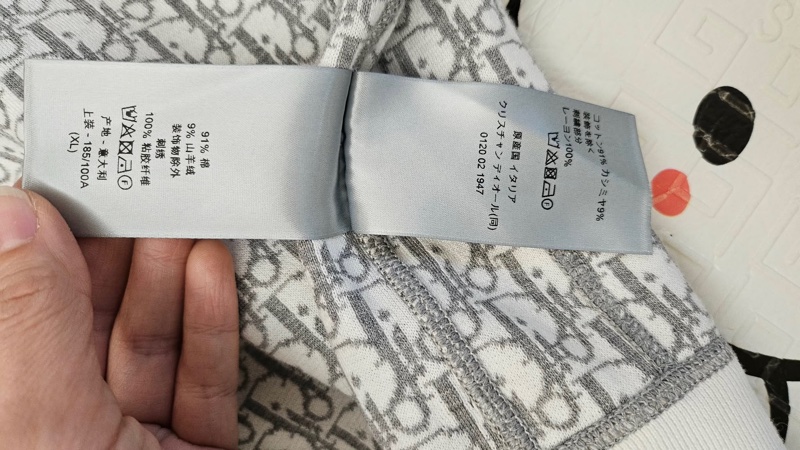 91% 棉
9% 山羊绒
装饰物除外
刺绣
100% 粘胶纤维
产地 - 意大利
上装 - 185/100A
(XL)
コットン91% カシミヤ9%
装飾を除く
刺繍部分
レーヨン100%
原産国 イタリア
クリスチャン ディオール(同)
0120 02 1947